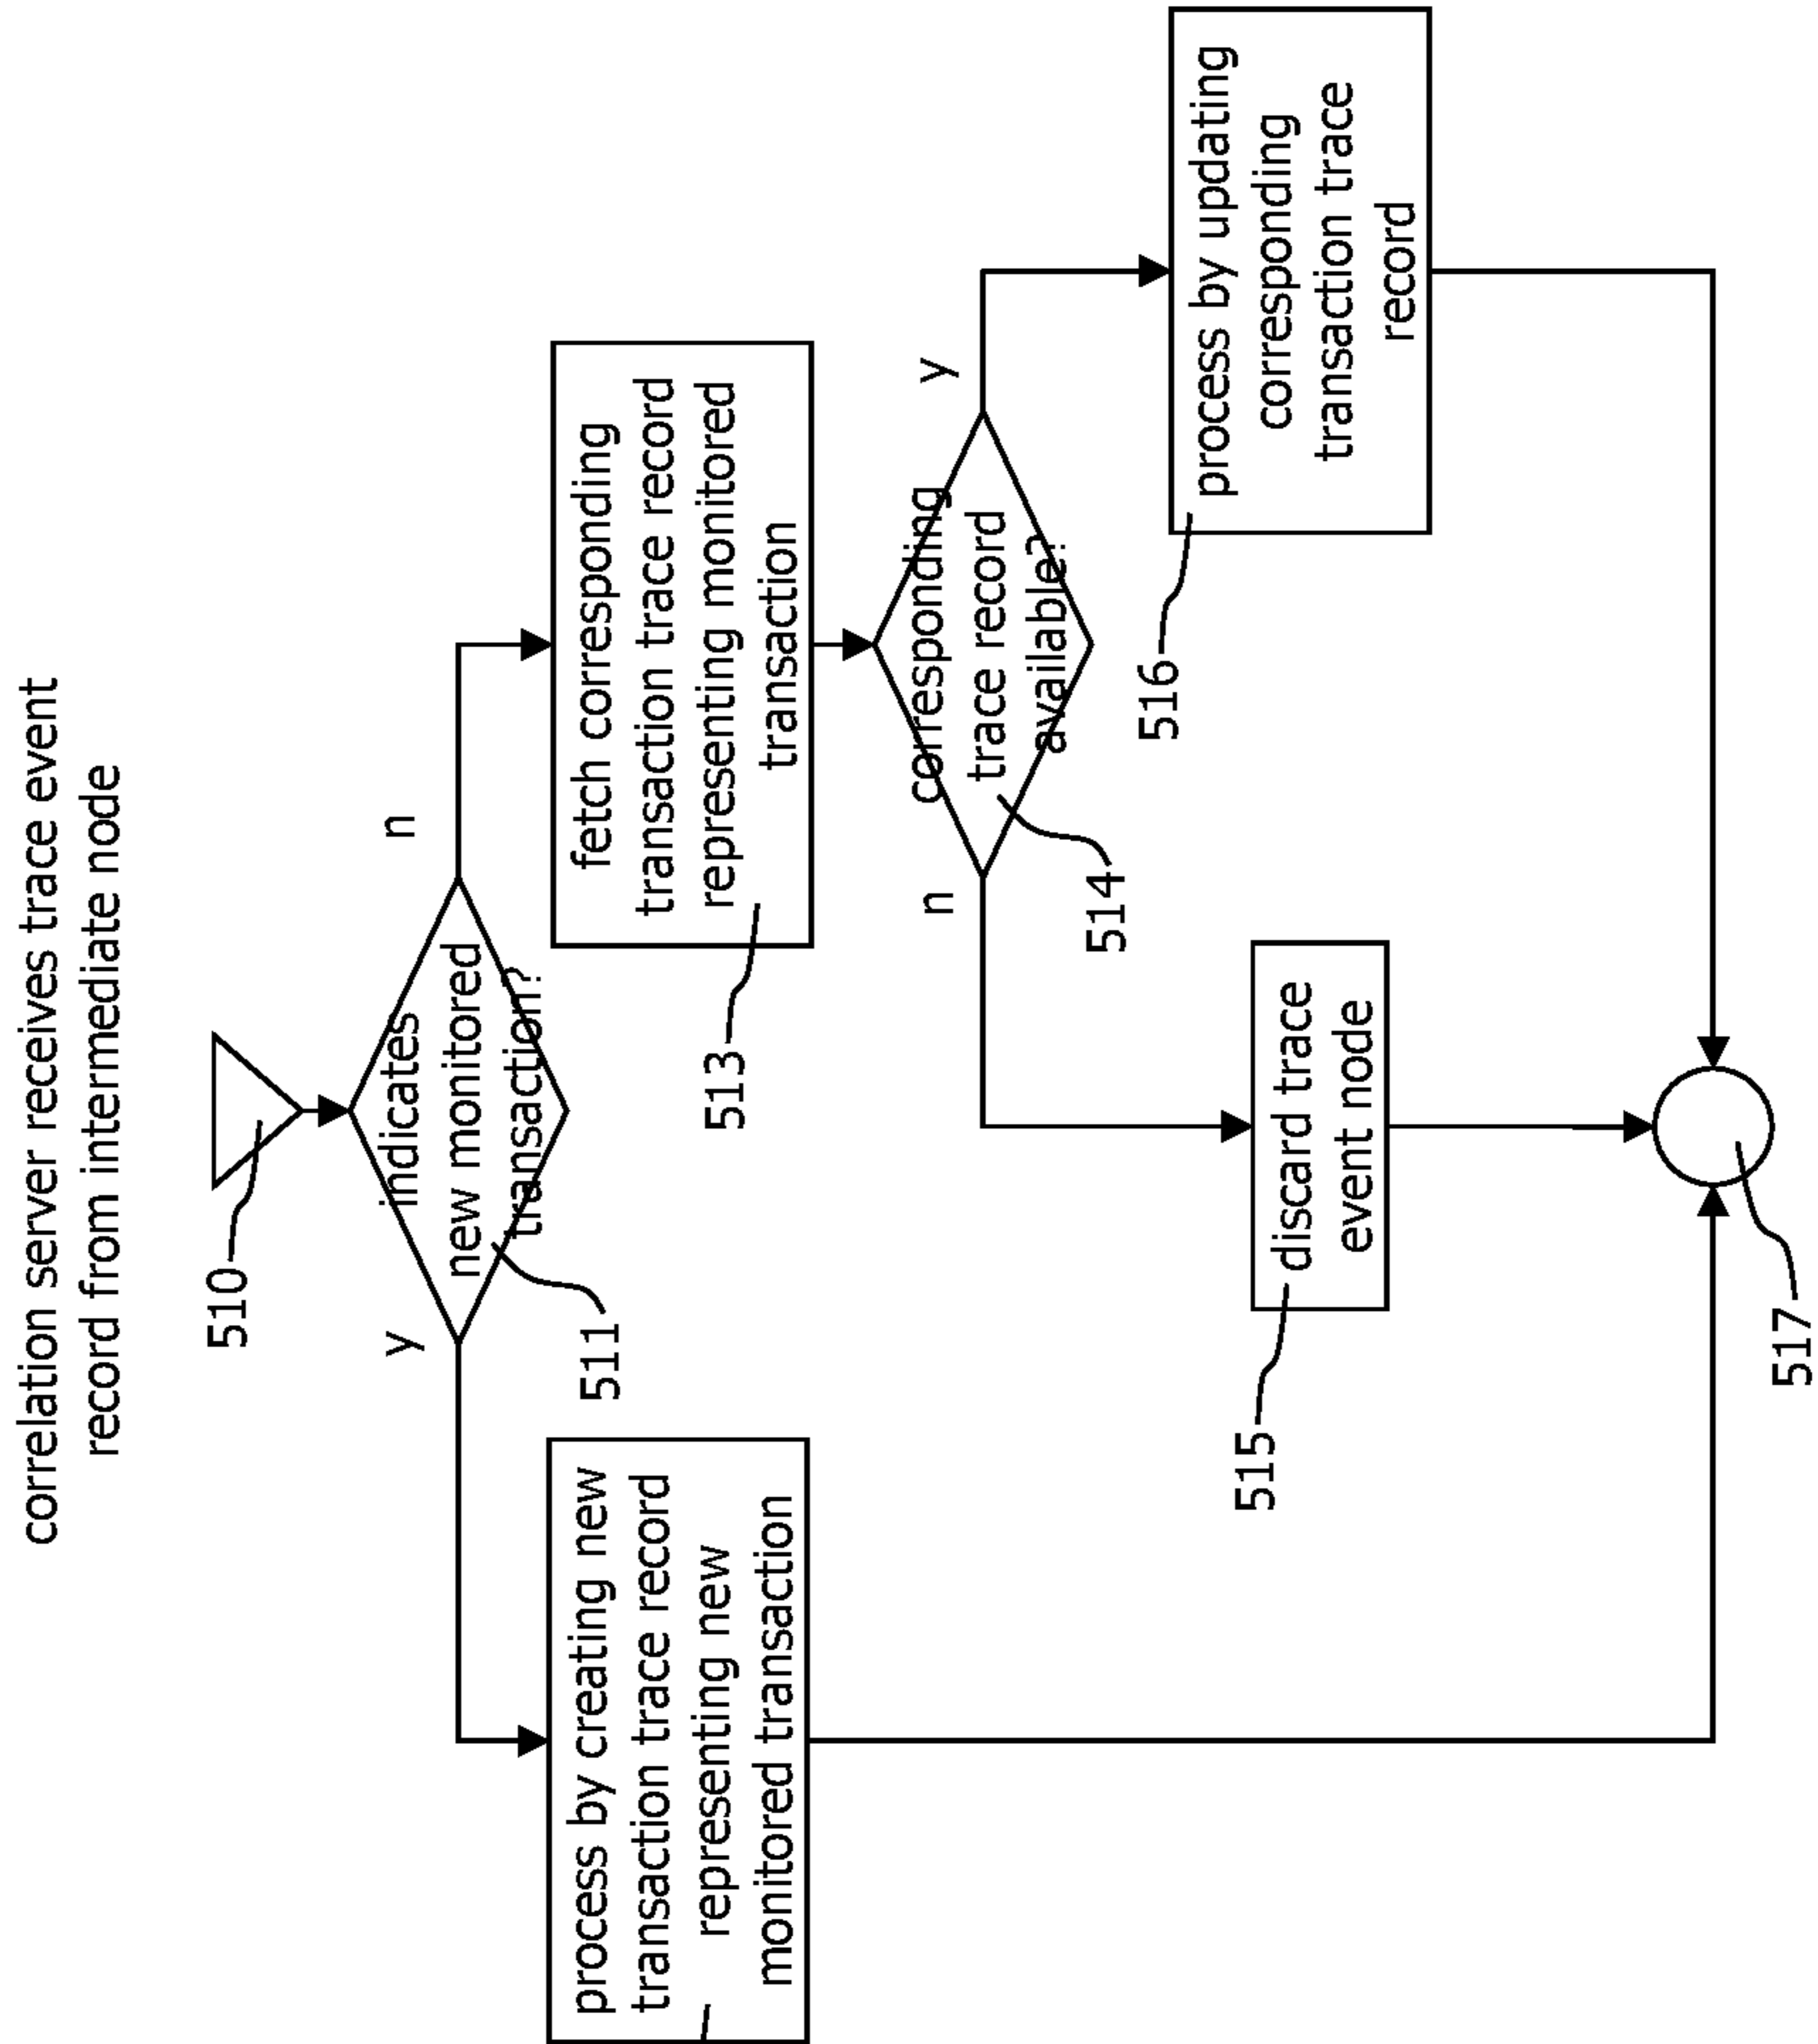 correlation server receives trace event
record from intermediate node
510
indicates
new monitored
transaction?
y
n
511
process by creating new
transaction trace record
representing new
monitored transaction
fetch corresponding
transaction trace record
representing monitored
transaction
513
corresponding
trace record
available?
n
y
514
discard trace
event node
515
process by updating
corresponding
transaction trace
record
516
517